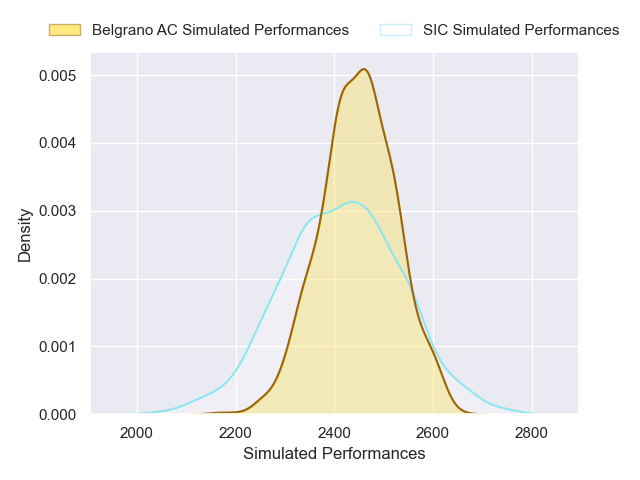 Belgrano AC Simulated Performances SIC Simulated Performances
0.005
0.004
0.003
0.002
0.001
0.000
Density
2000 2200 2400 2600 2800
Simulated Performances